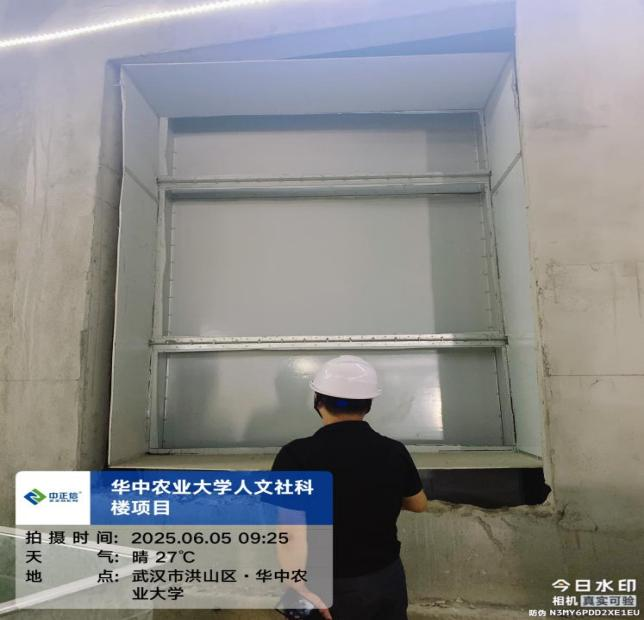 中正信
华中农业大学人文社科
楼项目
拍摄时间: 2025.06.05 09:25
天 气: 晴 27℃
地 点: 武汉市洪山区·华中农
业大学
今日水印
相机 真实可验
防伪 N3MY6PDD2XE1EU